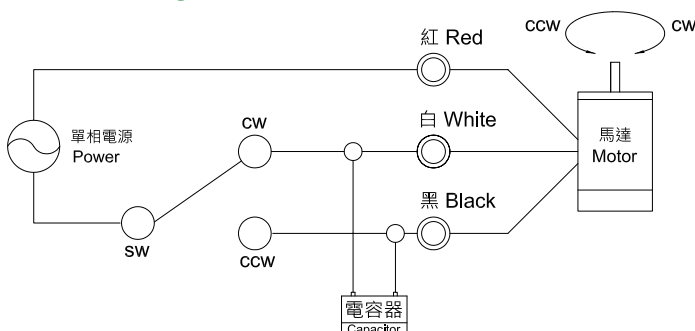 CCW
CW
紅 Red
單相電源
Power
CW
白 White
馬達
Motor
黑 Black
SW
CCW
電容器
Capacitor